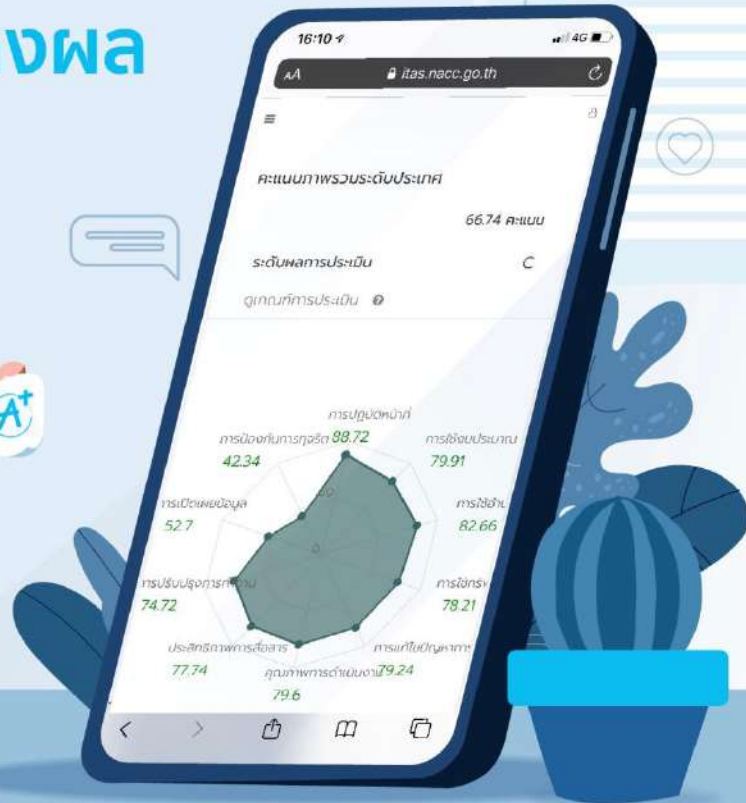 16:10
4G
AA
itas.nacc.go.th
คะแนนภาพรวมระดับประเทศ
66.74 คะแนน
ระดับผลการประเมิน
C
ดูเกณฑ์การประเมิน
การปฏิบัติหน้าที่
88.72
การป้องกันการทุจริต
42.34
การใช้งบประมาณ
79.91
การเปิดเผยข้อมูล
52.7
82.66
74.72
78.21
ประสิทธิภาพการสื่อสาร
77.74
79.24
คุณภาพการดำเนินงาน
79.6
0
A+